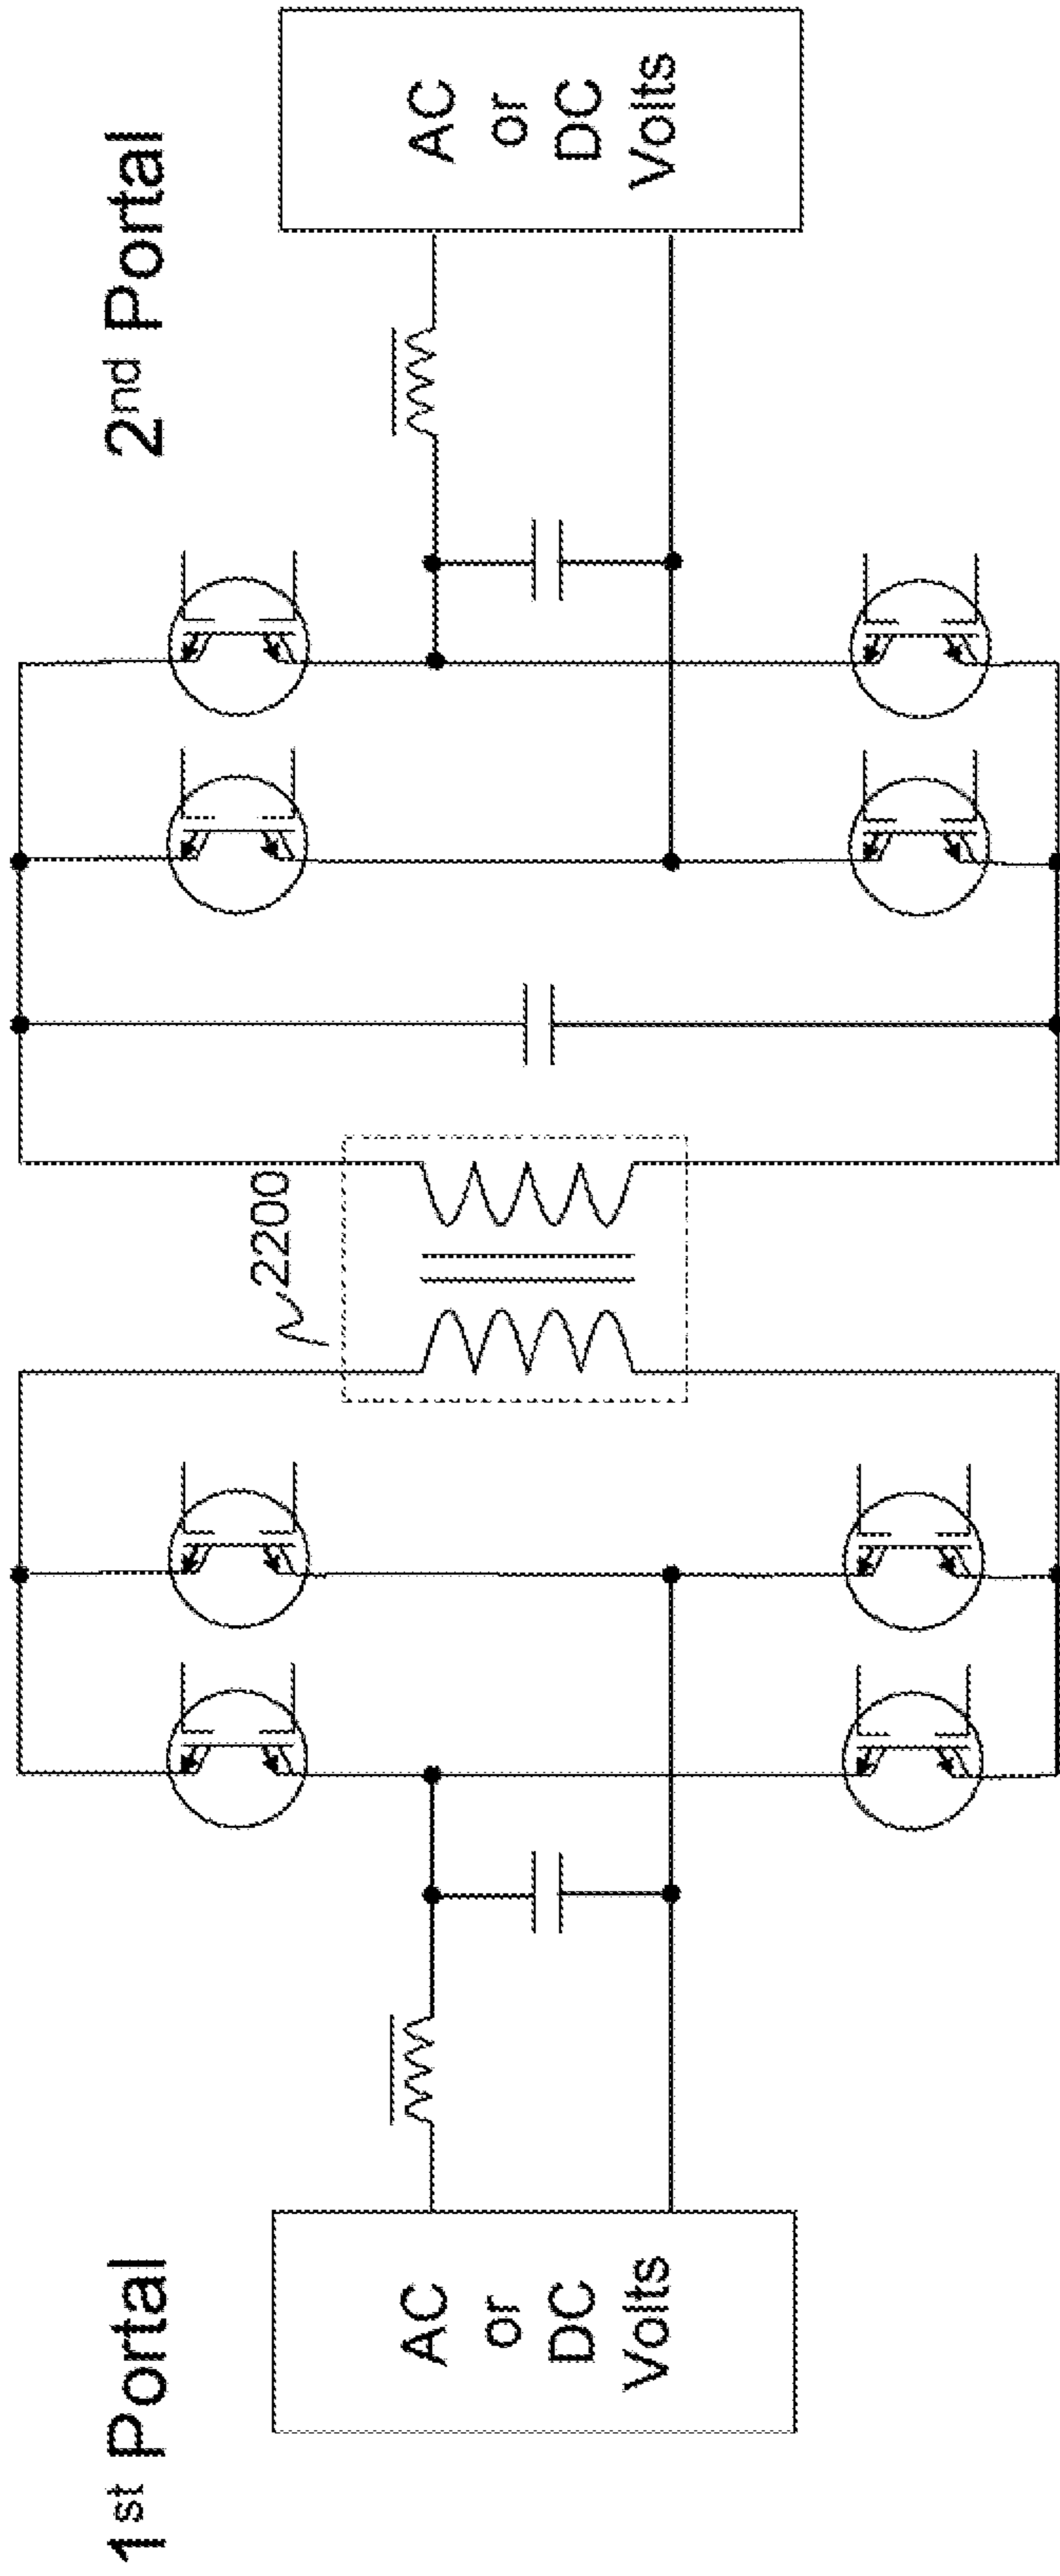 1st Portal
AC
or
DC
Volts
2200
2nd Portal
AC
or
DC
Volts